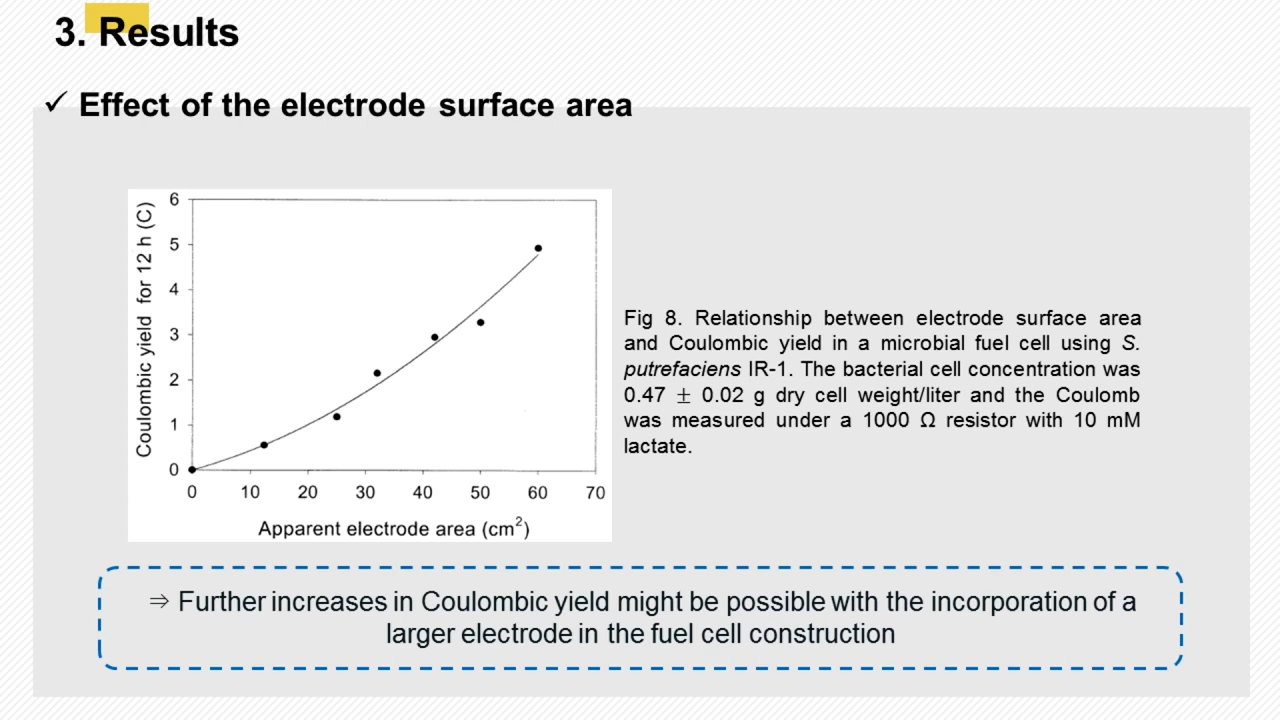 3. Results
✓ Effect of the electrode surface area
Coulombic yield for 12 h (C)
6
5
4
3
2
1
0
0 10 20 30 40 50 60 70
Apparent electrode area (cm²)
Fig 8. Relationship between electrode surface area
and Coulombic yield in a microbial fuel cell using S.
putrefaciens IR-1. The bacterial cell concentration was
0.47 ± 0.02 g dry cell weight/liter and the Coulomb
was measured under a 1000 Ω resistor with 10 mM
lactate.
⇒ Further increases in Coulombic yield might be possible with the incorporation of a
larger electrode in the fuel cell construction